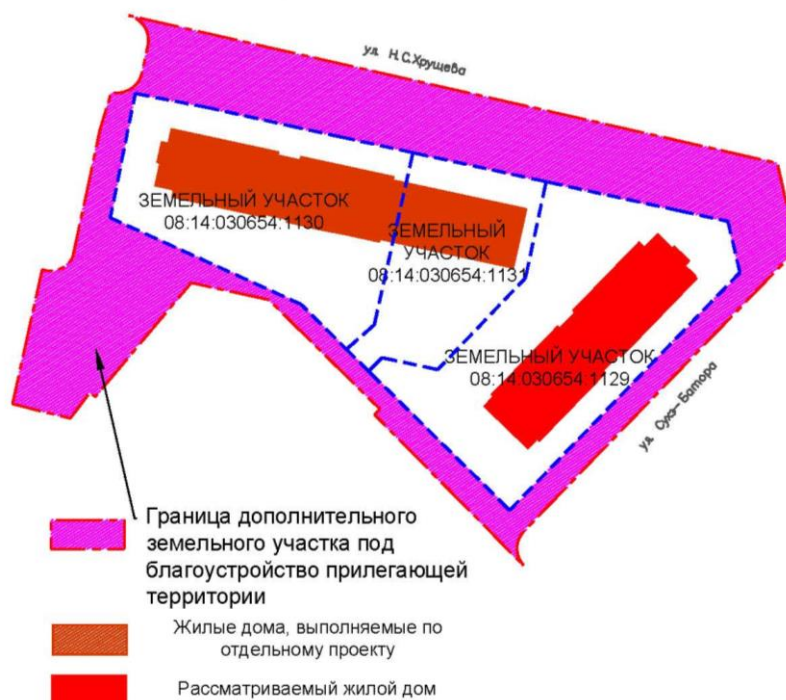 ул. Н.С.Хрущева
ЗЕМЕЛЬНЫЙ УЧАСТОК
08:14:030654:1130
ЗЕМЕЛЬНЫЙ
УЧАСТОК
08:14:030654:1131
ЗЕМЕЛЬНЫЙ УЧАСТОК
08:14:030654:1129
ул. Сухэ-Батора
Граница дополнительного
земельного участка под
благоустройство прилегающей
территории
Жилые дома, выполняемые по
отдельному проекту
Рассматриваемый жилой дом